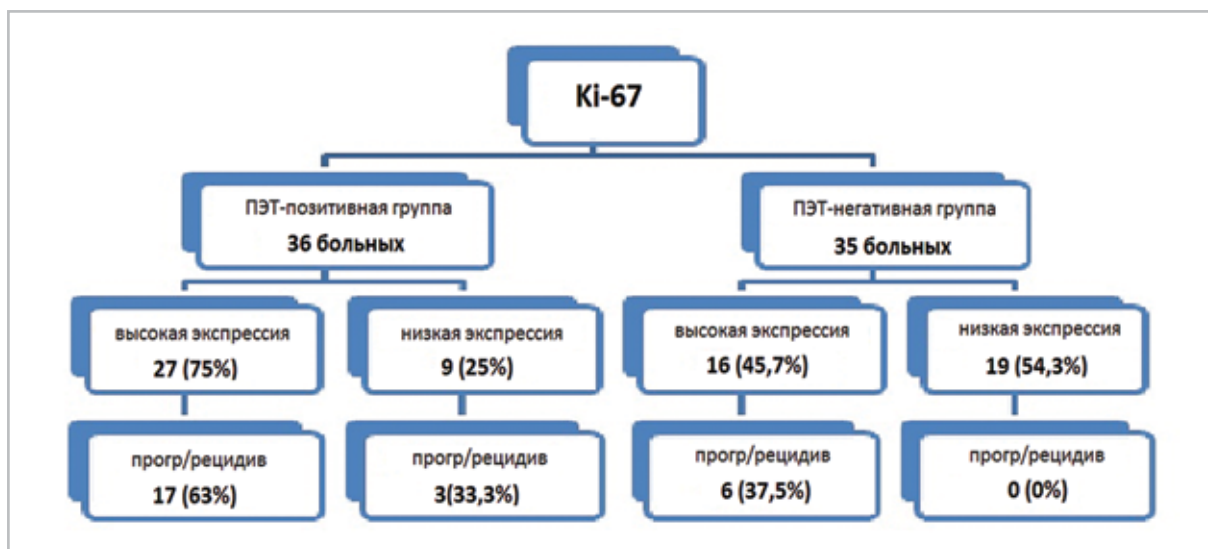 Ki-67
ПЭТ-позитивная группа
36 больных
ПЭТ-негативная группа
35 больных
высокая экспрессия
27 (75%)
низкая экспрессия
9 (25%)
высокая экспрессия
16 (45,7%)
низкая экспрессия
19 (54,3%)
прогр/рецидив
17 (63%)
прогр/рецидив
3(33,3%)
прогр/рецидив
6 (37,5%)
прогр/рецидив
0 (0%)